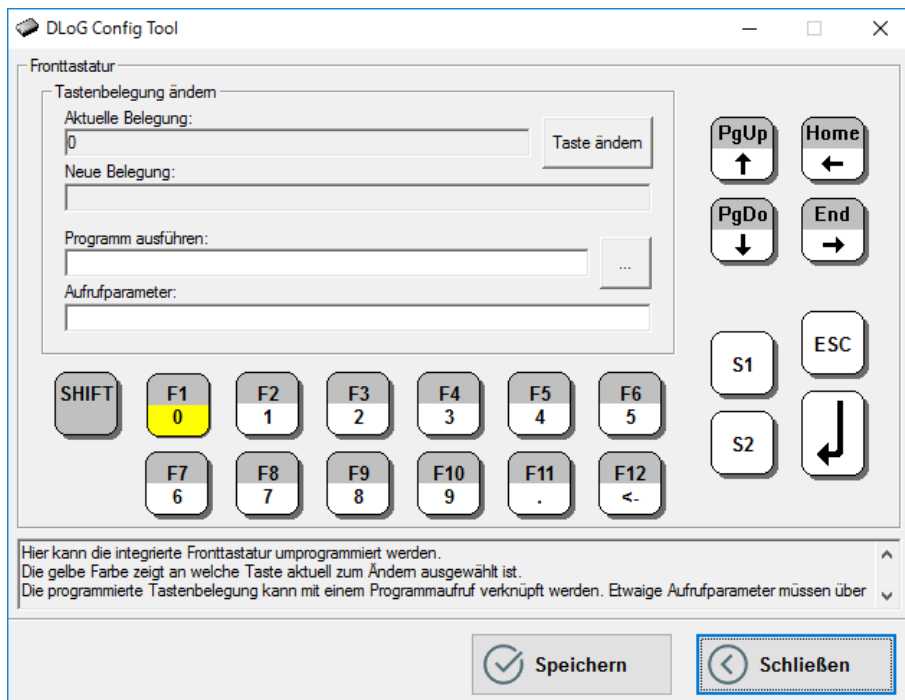 DLoG Config Tool
Fronttastatur
Tastenbelegung ändern
Aktuelle Belegung:
0
Taste ändern
Neue Belegung:
Programm ausführen:
...
Aufrufparameter:
PgUp
Home
PgDo
End
S1
ESC
S2
SHIFT
F1
0
F2
1
F3
2
F4
3
F5
4
F6
5
F7
6
F8
7
F9
8
F10
9
F11
.
F12
<-
Hier kann die integrierte Fronttastatur umprogrammiert werden.
Die gelbe Farbe zeigt an welche Taste aktuell zum Ändern ausgewählt ist.
Die programmierte Tastenbelegung kann mit einem Programmaufruf verknüpft werden. Etwaige Aufrufparameter müssen über
Speichern
Schließen